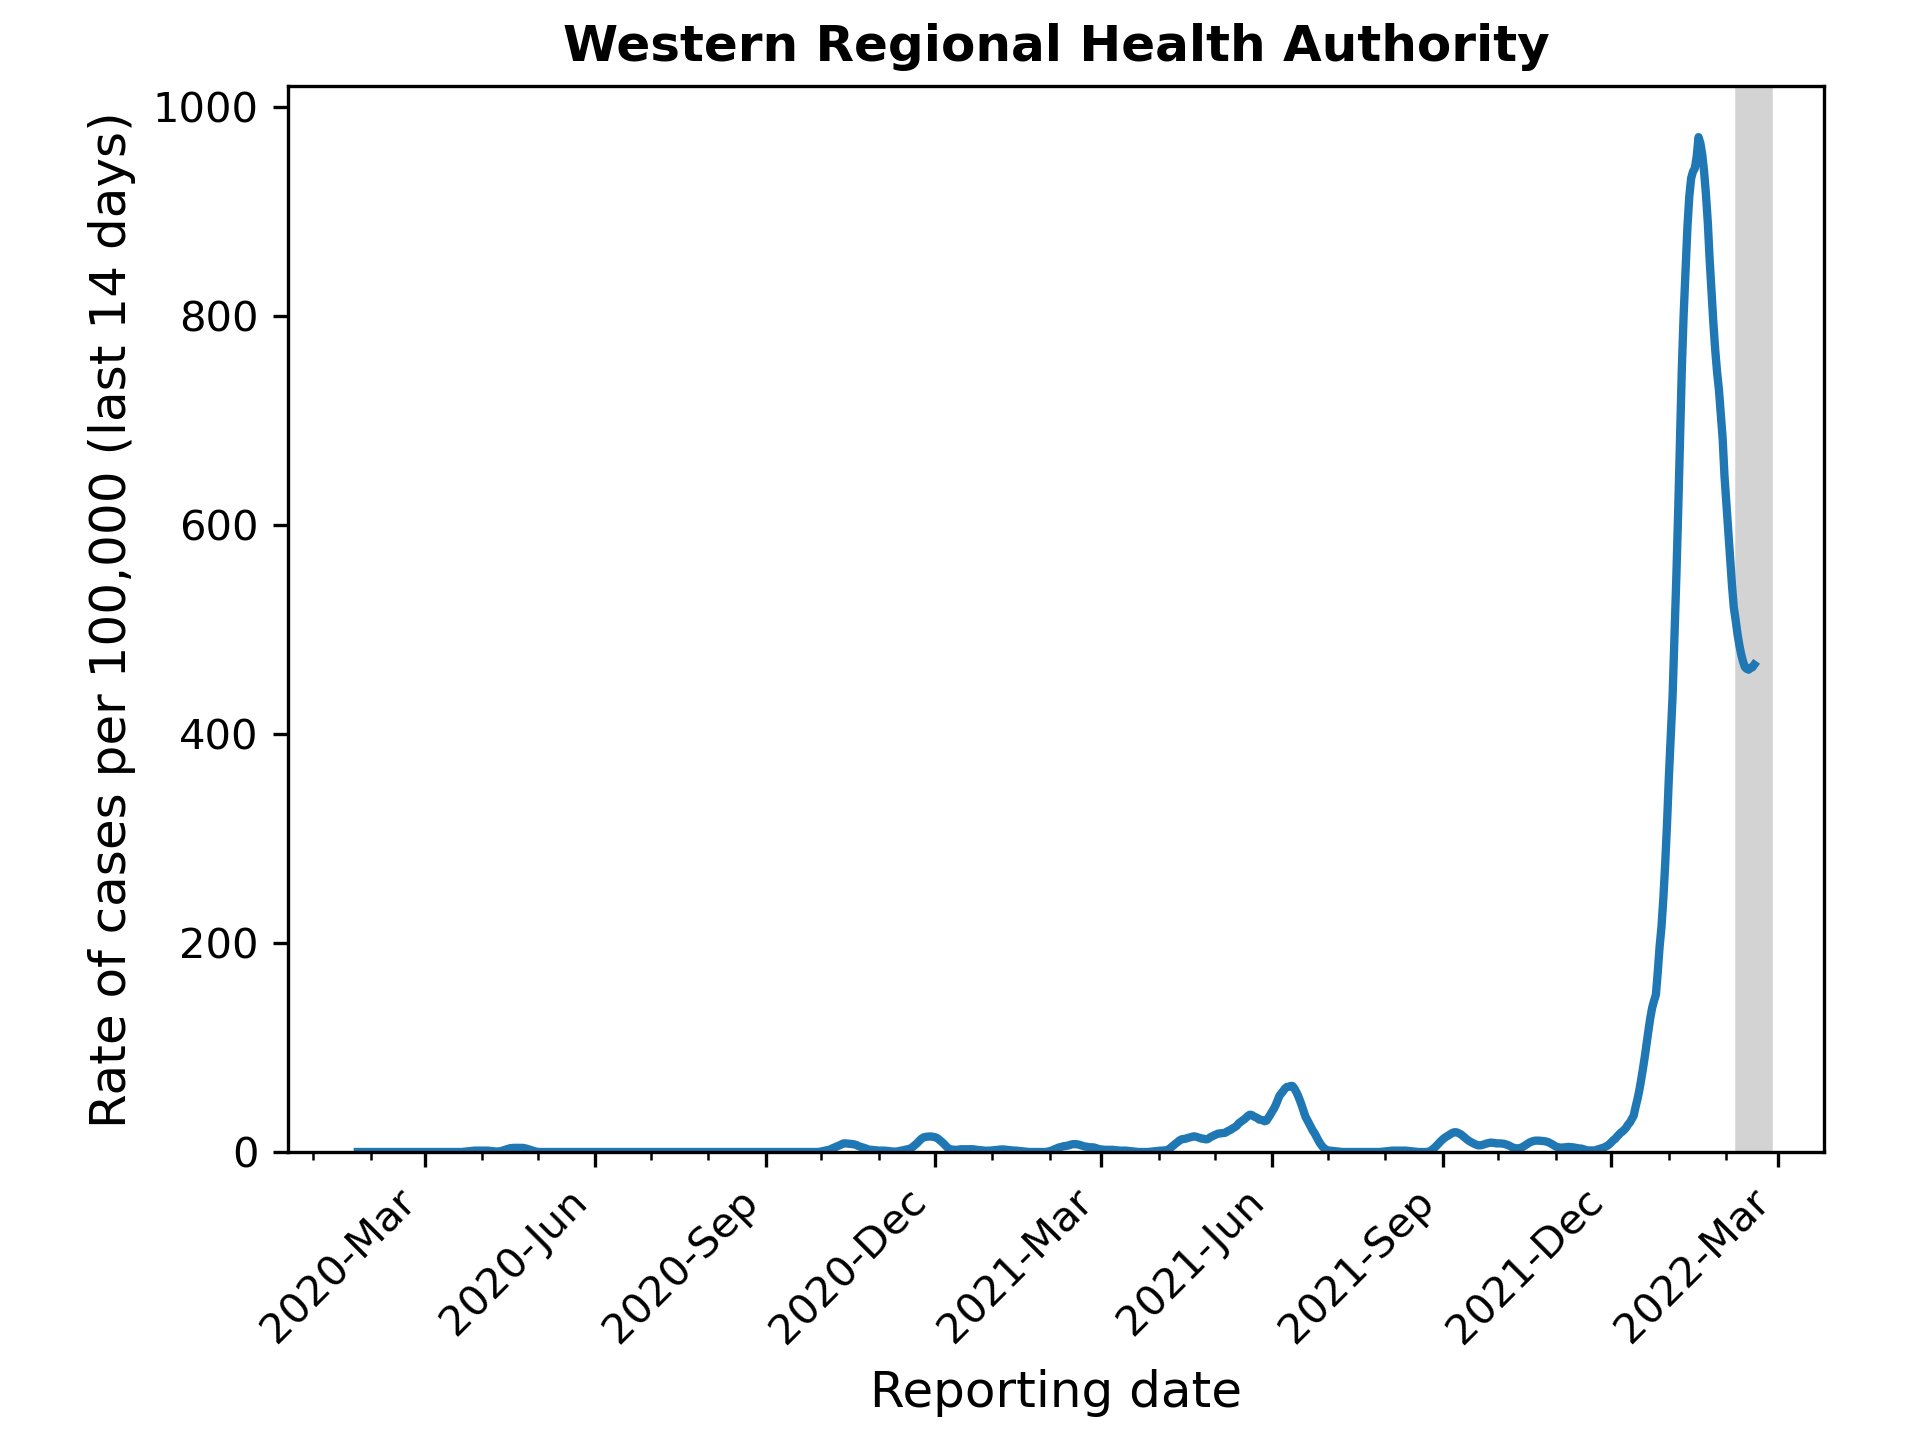 Western Regional Health Authority
Rate of cases per 100,000 (last 14 days)
1000
800
600
400
200
0
2020-Mar
2020-Jun
2020-Sep
2020-Dec
2021-Mar
2021-Jun
2021-Sep
2021-Dec
2022-Mar
Reporting date